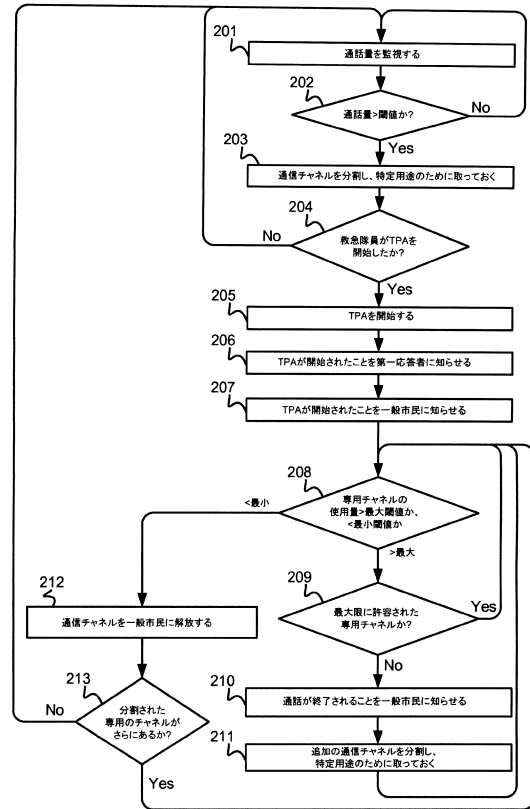 201
通話量を監視する
202
通話量>閾値か?
No
Yes
203
通信チャネルを分割し、特定用途のために取っておく
204
救急隊員がTPAを
開始したか?
No
Yes
205
TPAを開始する
206
TPAが開始されたことを第一応答者に知らせる
207
TPAが開始されたことを一般市民に知らせる
208
専用チャネルの
使用量>最大閾値か、
<最小閾値か
<最小
>最大
209
最大限に許容された
専用チャネルか?
Yes
No
212
通信チャネルを一般市民に解放する
213
分割された
専用のチャネルが
さらにあるか?
No
Yes
210
通話が終了されることを一般市民に知らせる
211
追加の通信チャネルを分割し、
特定用途のために取っておく